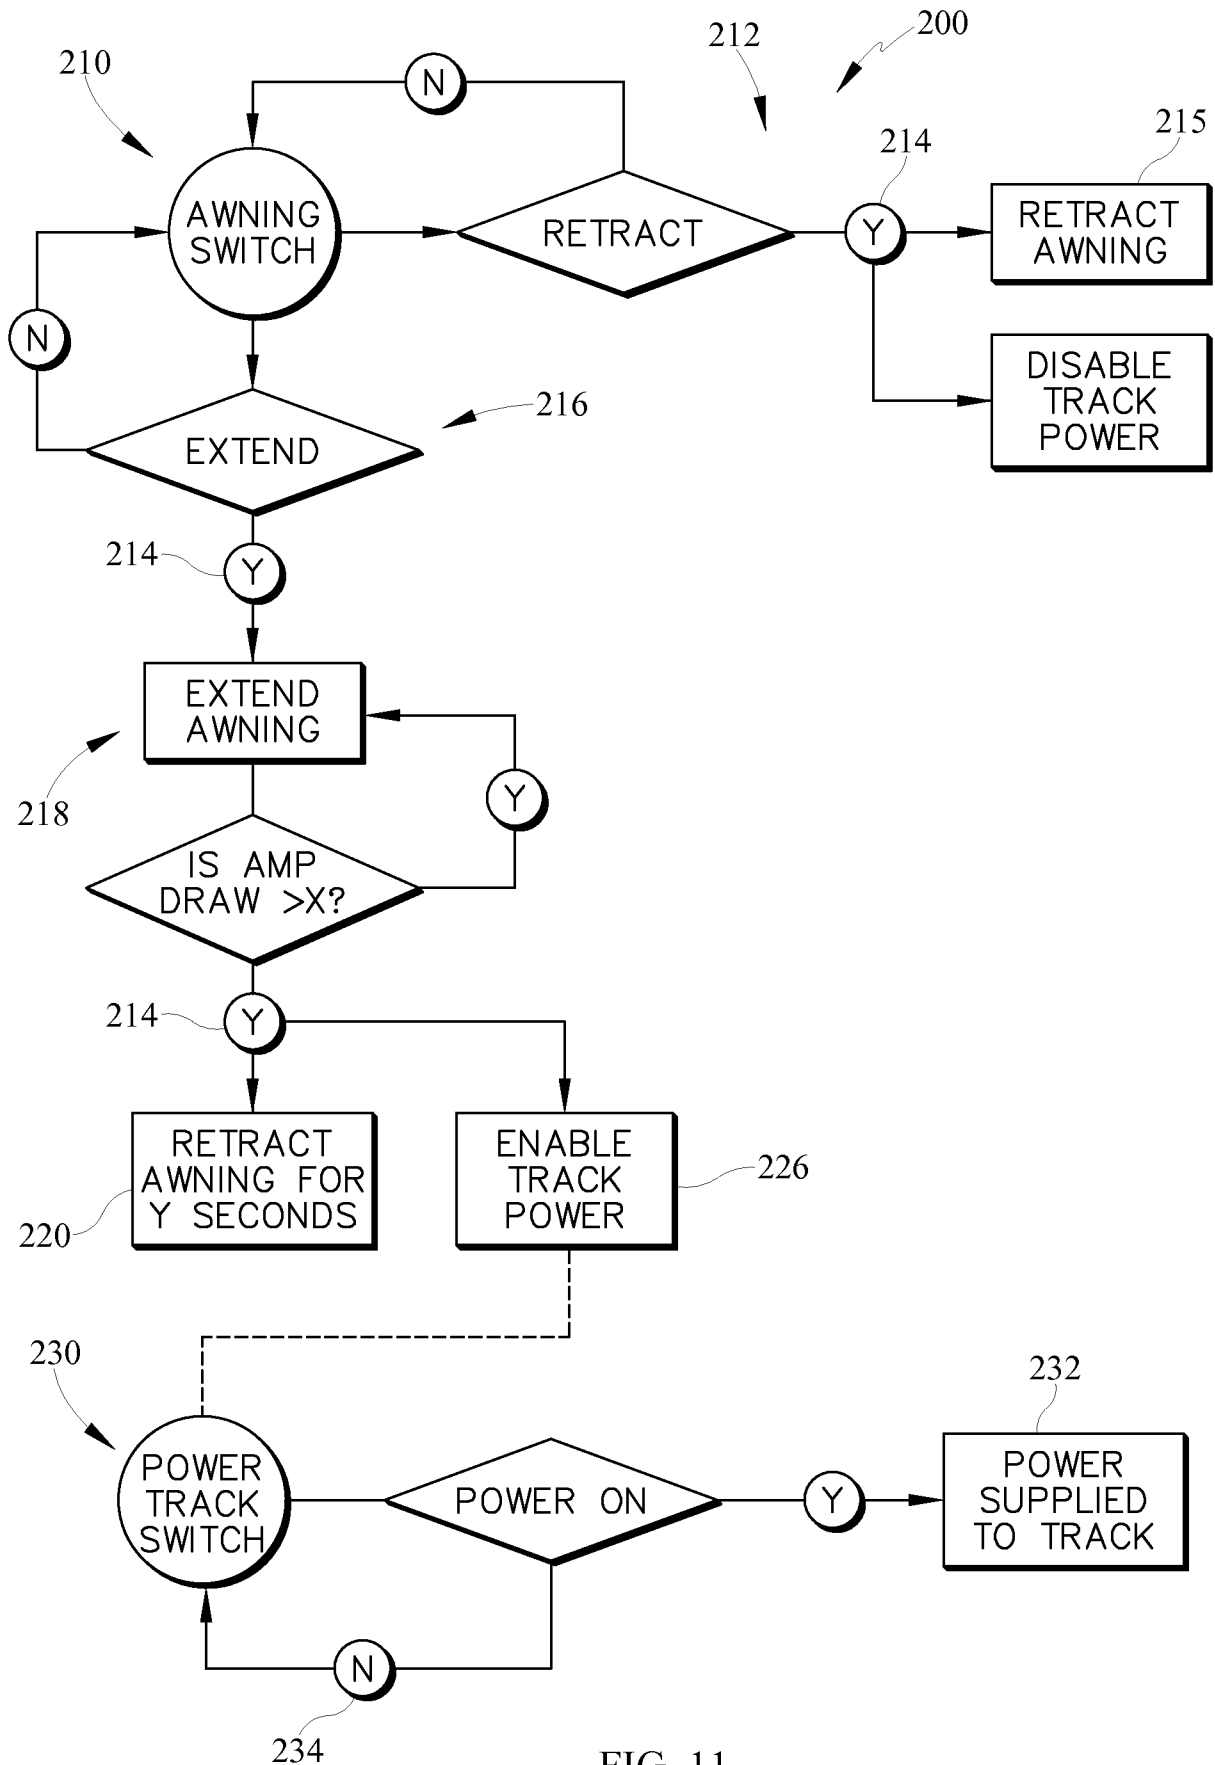 200
212
210
N
214
215
AWNING
SWITCH
RETRACT
Y
RETRACT
AWNING
N
DISABLE
TRACK
POWER
216
EXTEND
214
Y
EXTEND
AWNING
218
Y
IS AMP
DRAW >X?
214
Y
RETRACT
AWNING FOR
Y SECONDS
220
ENABLE
TRACK
POWER
226
230
232
POWER
TRACK
SWITCH
POWER ON
Y
POWER
SUPPLIED
TO TRACK
N
234
FIG. 11